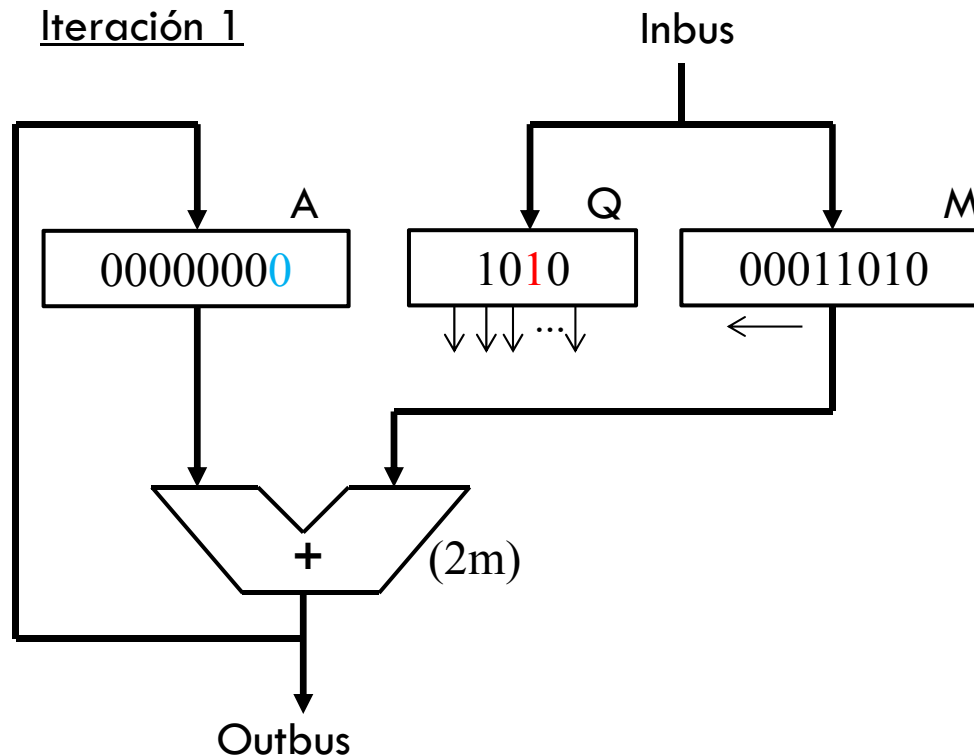 Iteración 1
Inbus
A
Q
M
00000000
1010
00011010
...
+
(2m)
Outbus